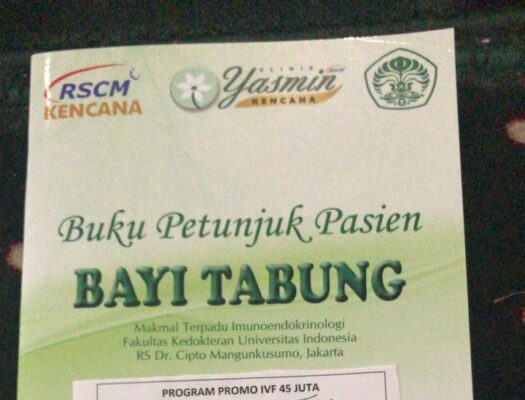 RSCM
KENCANA
KLINIK
Yasmin
RSCM
KENCANA
Buku Petunjuk Pasien
BAYI TABUNG
Makmal Terpadu Imunoendokrinologi
Fakultas Kedokteran Universitas Indonesia
RS Dr. Cipto Mangunkusumo, Jakarta
PROGRAM PROMO IVF 45 JUTA